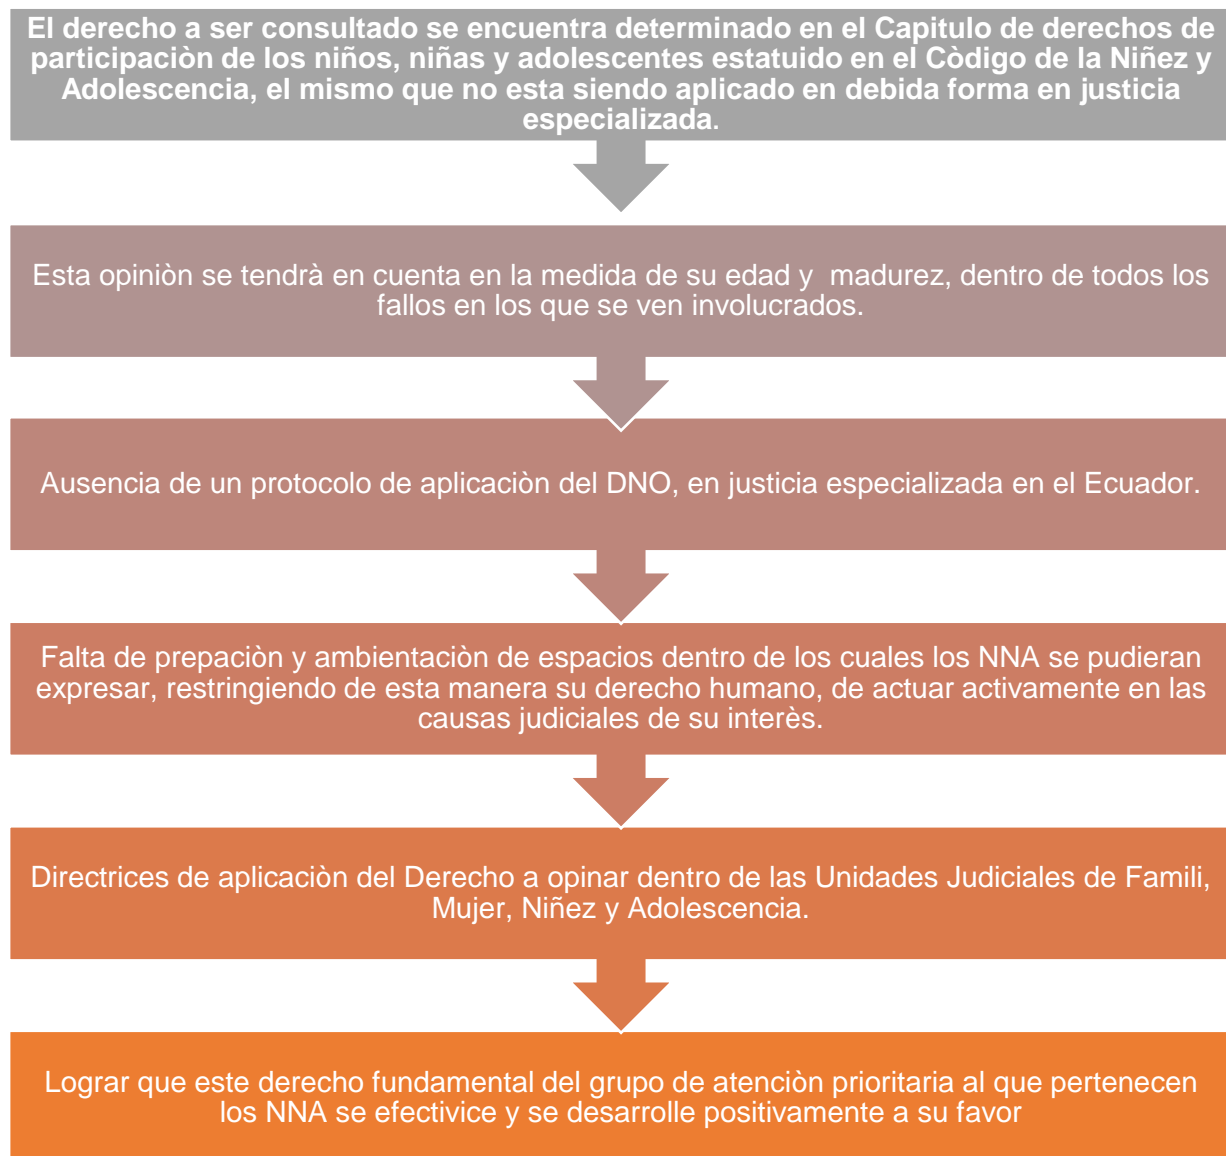 El derecho a ser consultado se encuentra determinado en el Capitulo de derechos de
participaciòn de los niños, niñas y adolescentes estatuido en el Còdigo de la Niñez y
Adolescencia, el mismo que no esta siendo aplicado en debida forma en justicia
especializada.
Esta opiniòn se tendrà en cuenta en la medida de su edad y  madurez, dentro de todos los
fallos en los que se ven involucrados.
Ausencia de un protocolo de aplicaciòn del DNO, en justicia especializada en el Ecuador.
Falta de prepaciòn y ambientaciòn de espacios dentro de los cuales los NNA se pudieran
expresar, restringiendo de esta manera su derecho humano, de actuar activamente en las
causas judiciales de su interès.
Directrices de aplicaciòn del Derecho a opinar dentro de las Unidades Judiciales de Famili,
Mujer, Niñez y Adolescencia.
Lograr que este derecho fundamental del grupo de atenciòn prioritaria al que pertenecen
los NNA se efectivice y se desarrolle positivamente a su favor